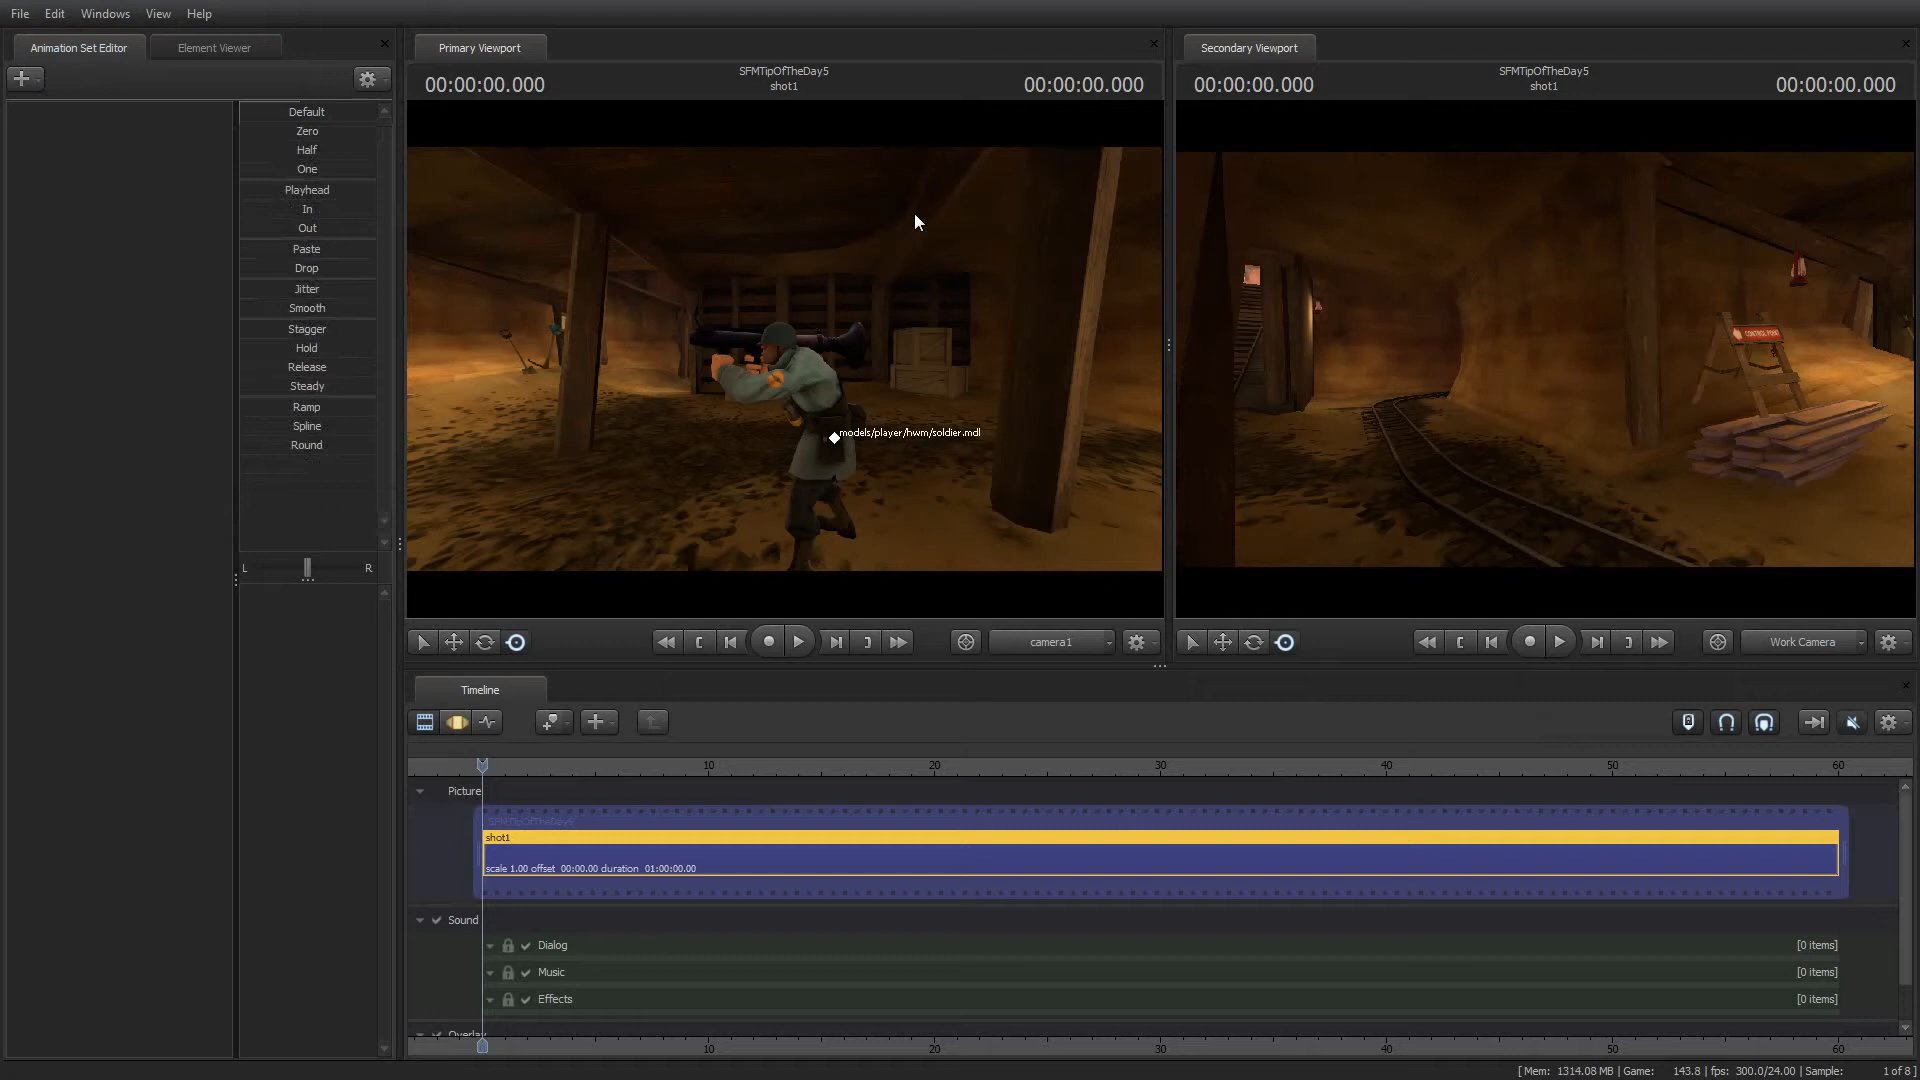 File Edit Windows View Help
Animation Set Editor Element Viewer
Primary Viewport
Secondary Viewport
00:00:00.000 SFMTipOfTheDay5 00:00:00.000
shot1
00:00:00.000 SFMTipOfTheDay5 00:00:00.000
shot1
Default
Zero
Half
One
Playhead
In
Out
Paste
Drop
Jitter
Smooth
Stagger
Hold
Release
Steady
Ramp
Spline
Round
L R
models/player/hwm/soldier.mdl
CONTROL POINT
camera1
Work Camera
Timeline
10 20 30 40 50 60
Picture
SFMTipOfTheDay5
shot1
scale 1.00 offset 00:00.00 duration 01:00:00.00
Sound
Dialog [0 items]
Music [0 items]
Effects [0 items]
Overlay
10 20 30 40 50 60
[ Mem: 1314.08 MB | Game: 143.8 | fps: 300.0/24.00 | Sample: 1 of 8 ]